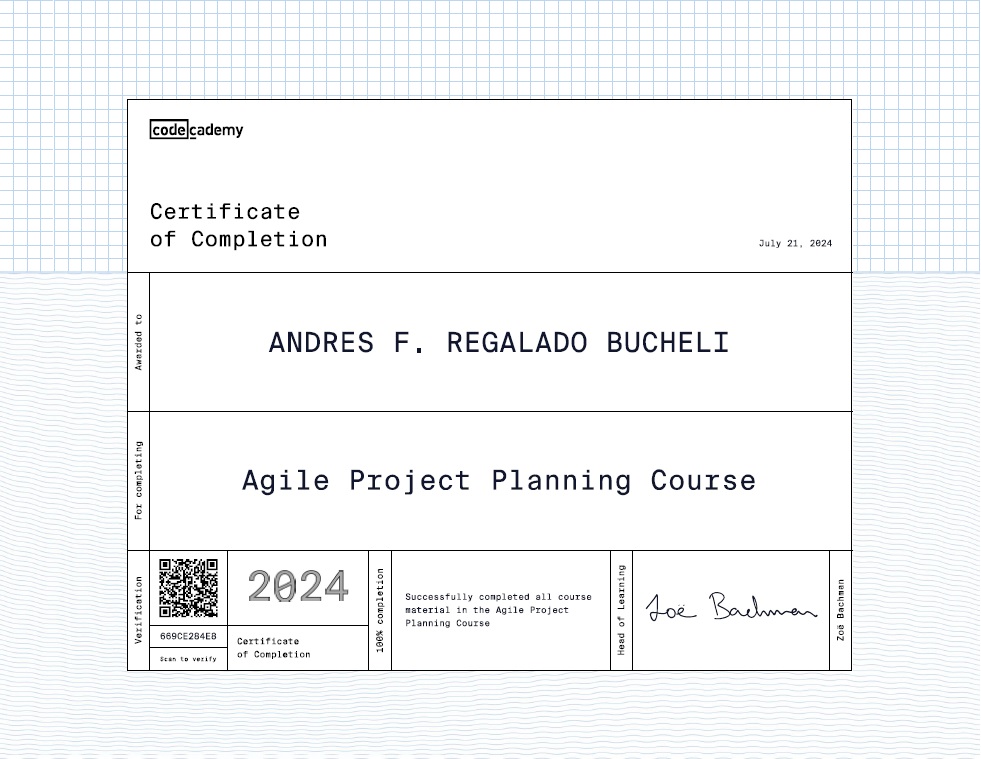 codecademy
Certificate
of Completion
July 21, 2024
Awarded to
ANDRES F. REGALADO BUCHELI
For completing
Agile Project Planning Course
Verification
669CE284E8
Scan to verify
2024
Certificate
of Completion
100% completion
Successfully completed all course
material in the Agile Project
Planning Course
Head of Learning
Zoë Bachman
Zoë Bachman